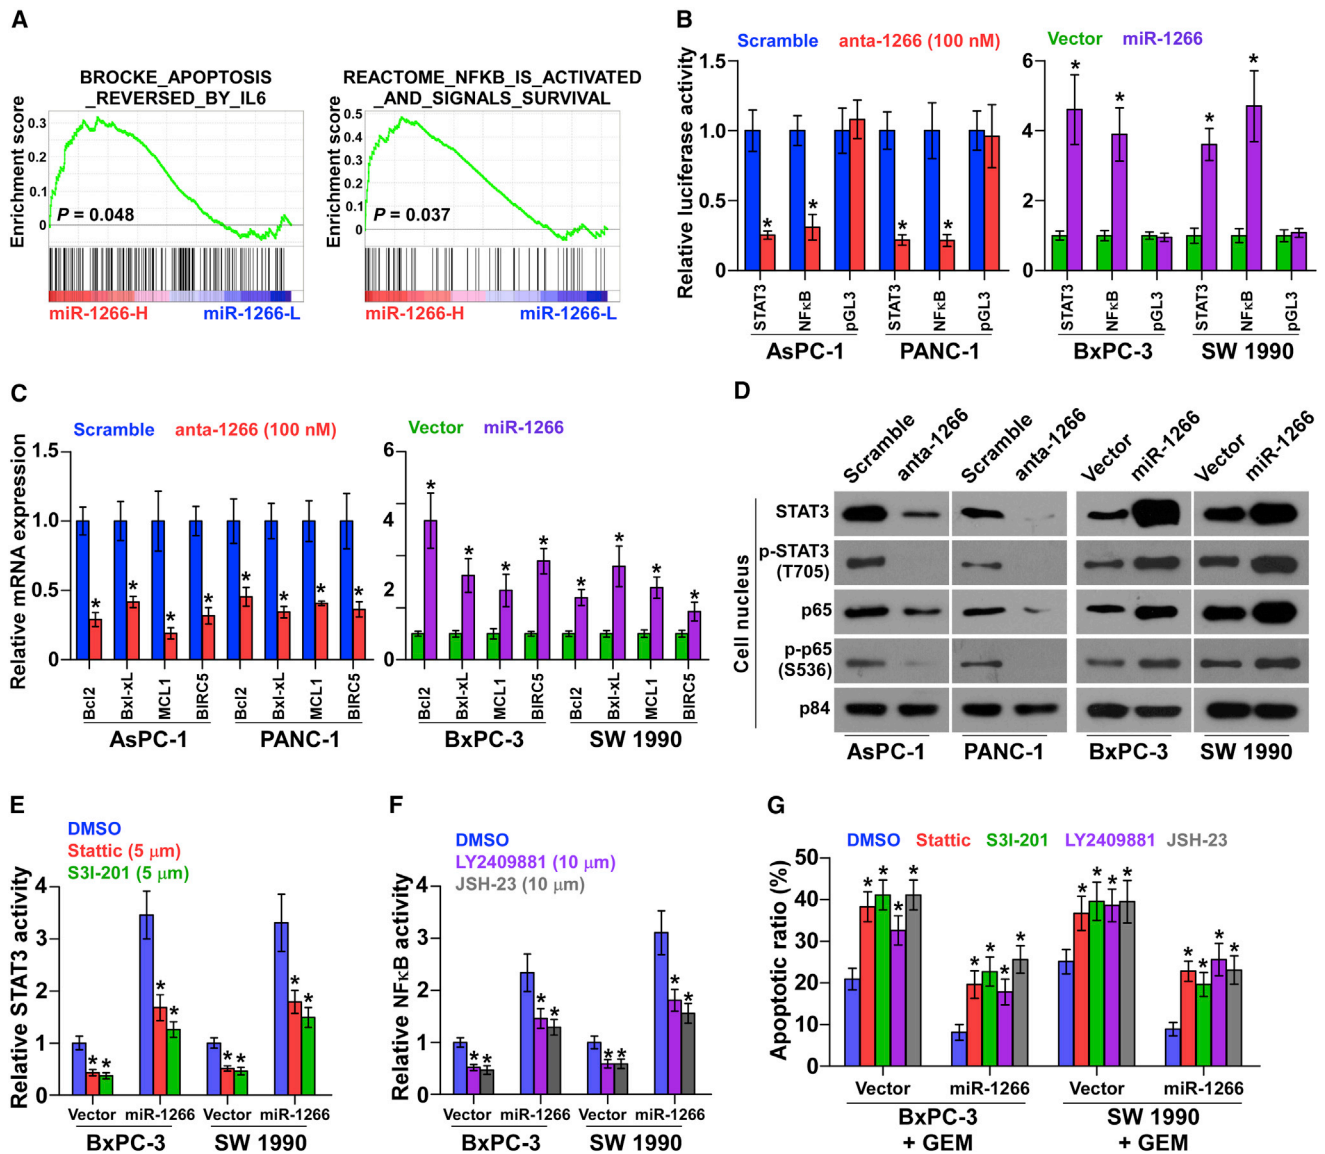 A
BROCKE_APOPTOSIS
_REVERSED_BY_IL6
Enrichment score
0.3
0.2
0.1
0
P = 0.048
miR-1266-H miR-1266-L
REACTOME_NFKB_IS_ACTIVATED
_AND_SIGNALS_SURVIVAL
Enrichment score
0.5
0.4
0.3
0.2
0.1
0
P = 0.037
miR-1266-H miR-1266-L
B
Scramble anta-1266 (100 nM)
Relative luciferase activity
1.5
1.0
0.5
0
* * * *
STAT3 NFκB pGL3 STAT3 NFκB pGL3
AsPC-1 PANC-1
Vector miR-1266
6
4
2
0
* * * *
STAT3 NFκB pGL3 STAT3 NFκB pGL3
BxPC-3 SW 1990
C
Scramble anta-1266 (100 nM)
Relative mRNA expression
1.5
1.0
0.5
0
* * * * * * * *
Bcl2 Bxl-xL MCL1 BIRC5 Bcl2 Bxl-xL MCL1 BIRC5
AsPC-1 PANC-1
Vector miR-1266
6
4
2
0
* * * * * * * *
Bcl2 Bxl-xL MCL1 BIRC5 Bcl2 Bxl-xL MCL1 BIRC5
BxPC-3 SW 1990
D
Scramble anta-1266 Scramble anta-1266 Vector miR-1266 Vector miR-1266
Cell nucleus
STAT3
p-STAT3
(T705)
p65
p-p65
(S536)
p84
AsPC-1 PANC-1 BxPC-3 SW 1990
E
DMSO
Stattic (5 μm)
S3I-201 (5 μm)
Relative STAT3 activity
4
3
2
1
0
* * * * * * * *
Vector miR-1266 Vector miR-1266
BxPC-3 SW 1990
F
DMSO
LY2409881 (10 μm)
JSH-23 (10 μm)
Relative NFκB activity
4
3
2
1
0
* * * * * * * *
Vector miR-1266 Vector miR-1266
BxPC-3 SW 1990
G
DMSO Stattic S3I-201 LY2409881 JSH-23
Apoptotic ratio (%)
50
40
30
20
10
0
* * * * * * * * * * * * * * * *
Vector miR-1266 Vector miR-1266
BxPC-3 SW 1990
+ GEM + GEM